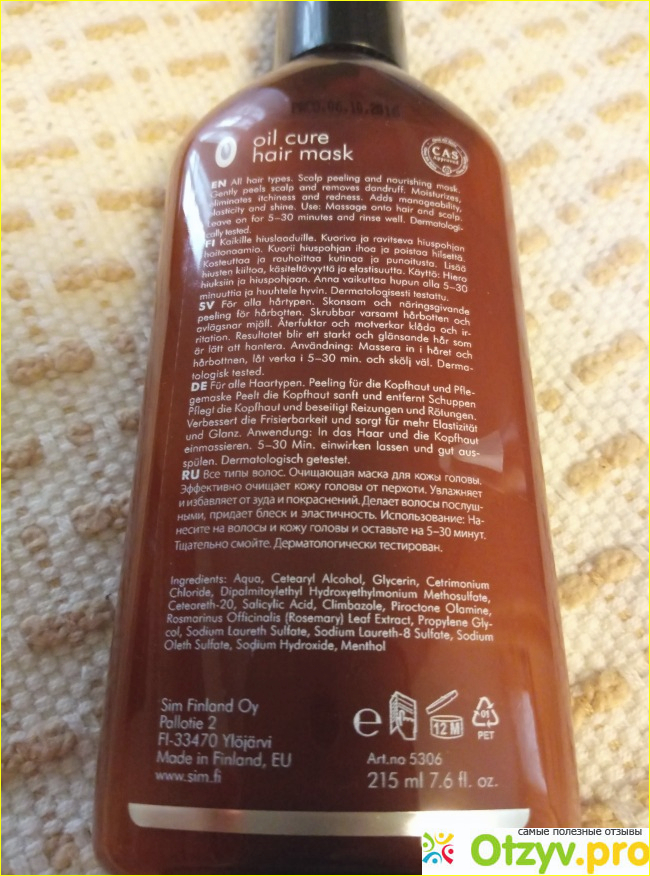 oil cure
hair mask
CAS
Approved
EN All hair types. Scalp peeling and nourishing mask.
Gently peels scalp and removes dandruff. Moisturizes,
eliminates itchiness and redness. Adds manageability,
elasticity and shine. Use: Massage onto hair and scalp.
Leave on for 5–30 minutes and rinse well. Dermatologi-
cally tested.
FI Kaikille hiuslaaduille. Kuoriva ja ravitseva hiuspohjan
hoitonaamio. Kuorii hiuspohjan ihoa ja poistaa hilsettä.
Kosteuttaa ja rauhoittaa kutinaa ja punoitusta. Lisää
hiusten kiiltoa, käsiteltävyyttä ja elastisuutta. Käyttö: Hiero
hiuksiin ja hiuspohjaan. Anna vaikuttaa hupun alla 5–30
minuuttia ja huuhtele hyvin. Dermatologisesti testattu.
SV För alla hårtypen. Skonsam och näringsgivande
peeling för hårbotten. Skrubbar varsamt hårbotten och
avlägsnar mjäll. Återfuktar och motverkar klåda och ir-
ritation. Resultatet blir ett starkt och glänsande hår som
är lätt att hantera. Användning: Massera in i håret och
hårbottnen, låt verka i 5–30 min. och skölj väl. Derma-
tologisk tested.
DE Für alle Haartypen. Peeling für die Kopfhaut und Pfle-
gemaske Peelt die Kopfhaut sanft und entfernt Schuppen
Pflegt die Kopfhaut und beseitigt Reizungen und Rötungen.
Verbessert die Frisierbarkeit und sorgt für mehr Elastizität
und Glanz. Anwendung: In das Haar und die Kopfhaut
einmassieren. 5–30 Min. einwirken lassen und gut aus-
spülen. Dermatologisch getestet.
RU Все типы волос. Очищающая маска для кожы головы.
Эффективно очищает кожу головы от перхоти. Увлажняет
и избавляет от зуда и покраснений. Делает волосы послуш-
ными, придает блеск и эластичность. Использование: На-
несите на волосы и кожу головы и оставьте на 5–30 минут.
Тщательно смойте. Дерматологически тестирован.
Ingredients: Aqua, Cetearyl Alcohol, Glycerin, Cetrimonium
Chloride, Dipalmitoylethyl Hydroxyethylmonium Methosulfate,
Ceteareth-20, Salicylic Acid, Climbazole, Piroctone Olamine,
Rosmarinus Officinalis (Rosemary) Leaf Extract, Propylene Gly-
col, Sodium Laureth Sulfate, Sodium Laureth-8 Sulfate, Sodium
Oleth Sulfate, Sodium Hydroxide, Menthol
Sim Finland Oy
Pallotie 2
FI-33470 Ylöjärvi
Made in Finland, EU
www.sim.fi
e
12 M
01
PET
Art.no 5306
215 ml 7.6 fl. oz.
самые полезные отзывы
Otzyv.pro